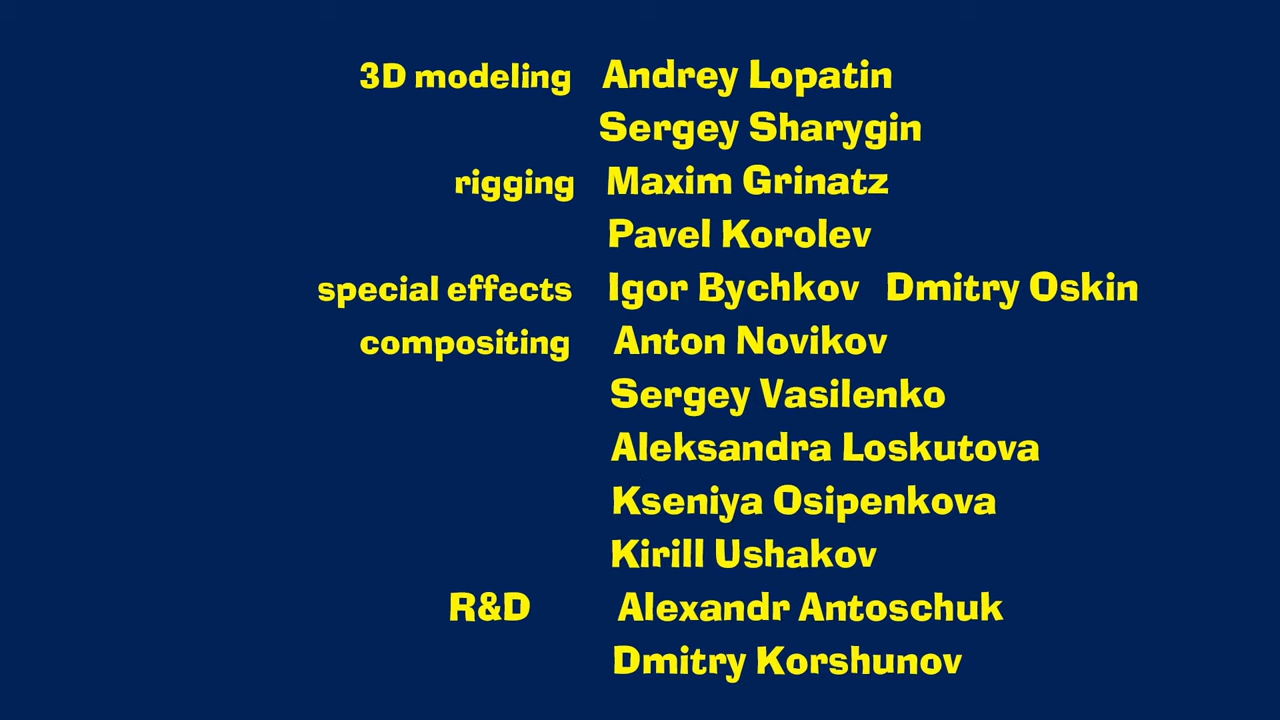 3D modeling Andrey Lopatin
Sergey Sharygin
rigging Maxim Grinatz
Pavel Korolev
special effects Igor Bychkov Dmitry Oskin
compositing Anton Novikov
Sergey Vasilenko
Aleksandra Loskutova
Kseniya Osipenkova
Kirill Ushakov
R&D Alexandr Antoschuk
Dmitry Korshunov